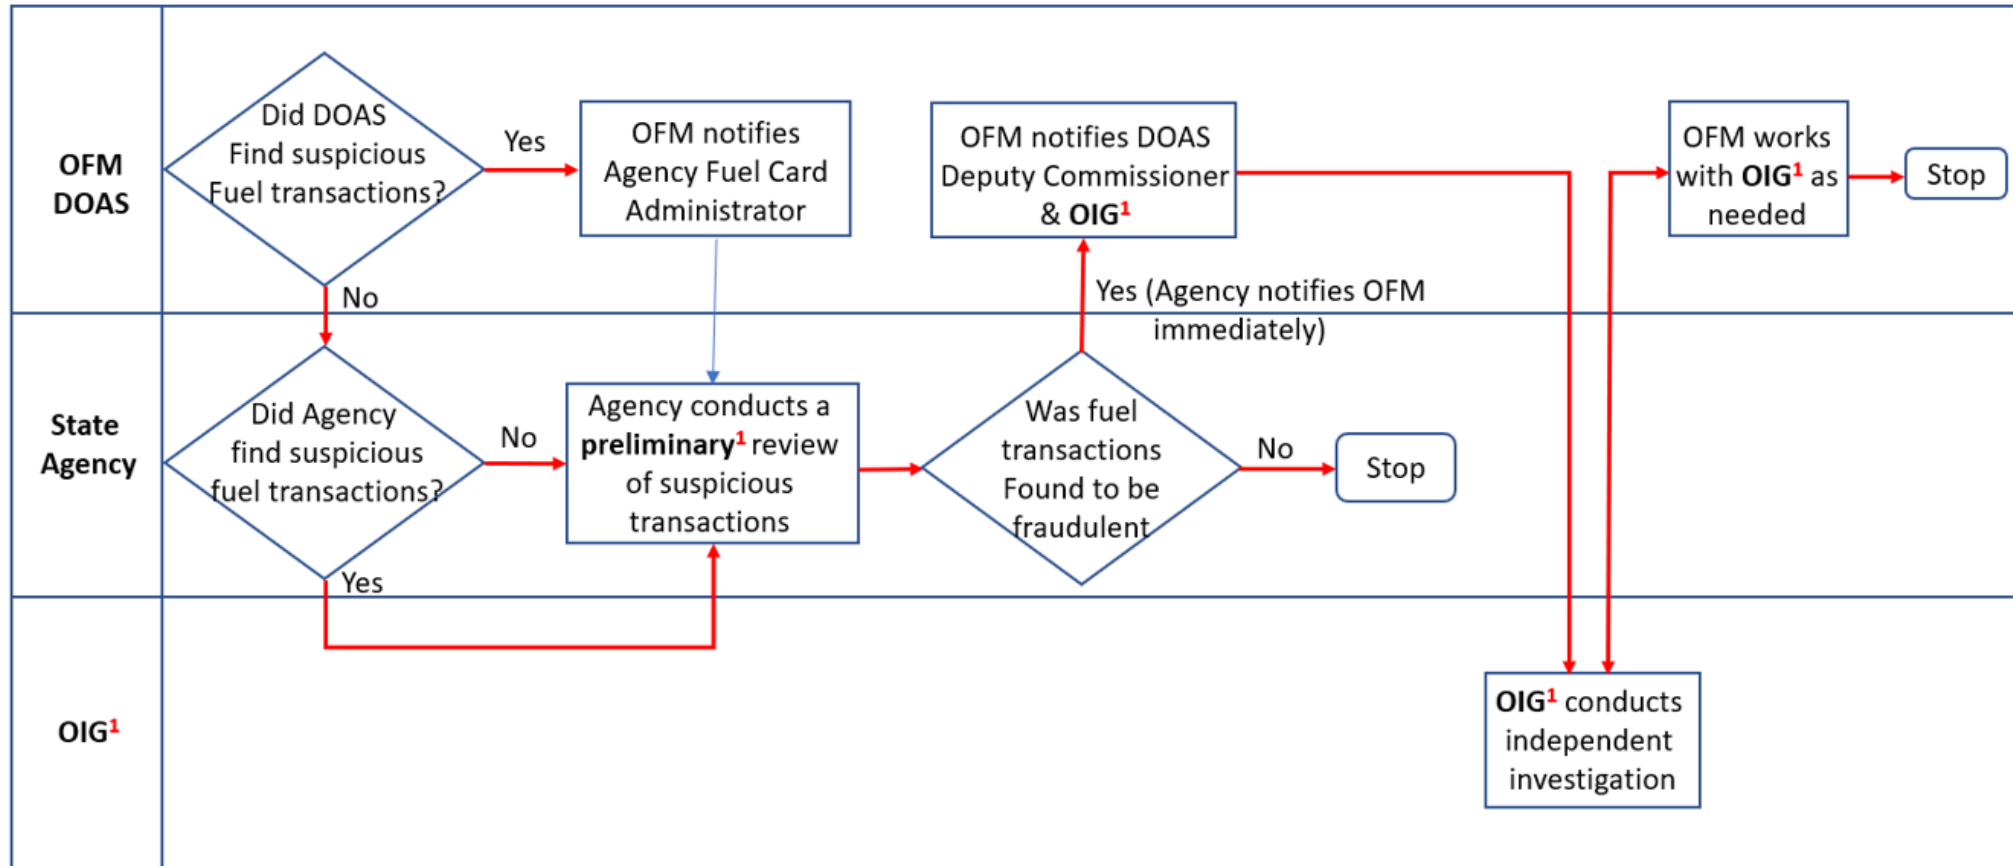 OFM
DOAS
Did DOAS
Find suspicious
Fuel transactions?
Yes
OFM notifies
Agency Fuel Card
Administrator
OFM notifies DOAS
Deputy Commissioner
& OIG¹
OFM works
with OIG¹ as
needed
Stop
No
Yes (Agency notifies OFM
immediately)
State
Agency
Did Agency
find suspicious
fuel transactions?
No
Agency conducts a
preliminary¹ review
of suspicious
transactions
Was fuel
transactions
Found to be
fraudulent
No
Stop
Yes
OIG¹
OIG¹ conducts
independent
investigation